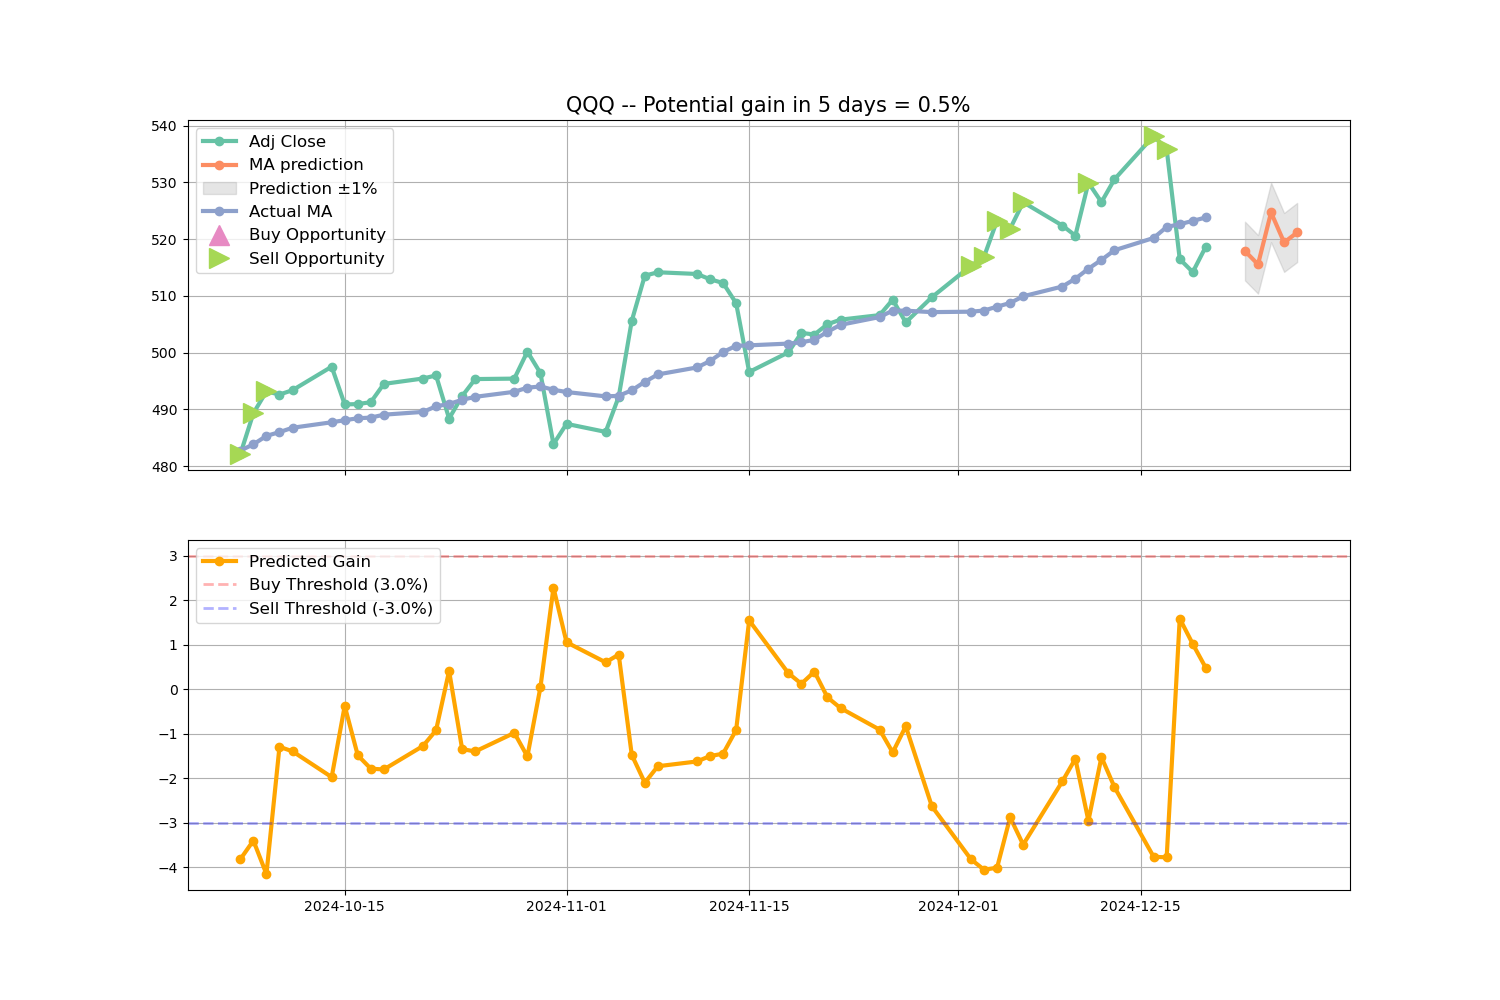 QQQ -- Potential gain in 5 days = 0.5%
540
530
520
510
500
490
480
Adj Close
MA prediction
Prediction ±1%
Actual MA
Buy Opportunity
Sell Opportunity
3
2
1
0
−1
−2
−3
−4
Predicted Gain
Buy Threshold (3.0%)
Sell Threshold (-3.0%)
2024-10-15
2024-11-01
2024-11-15
2024-12-01
2024-12-15